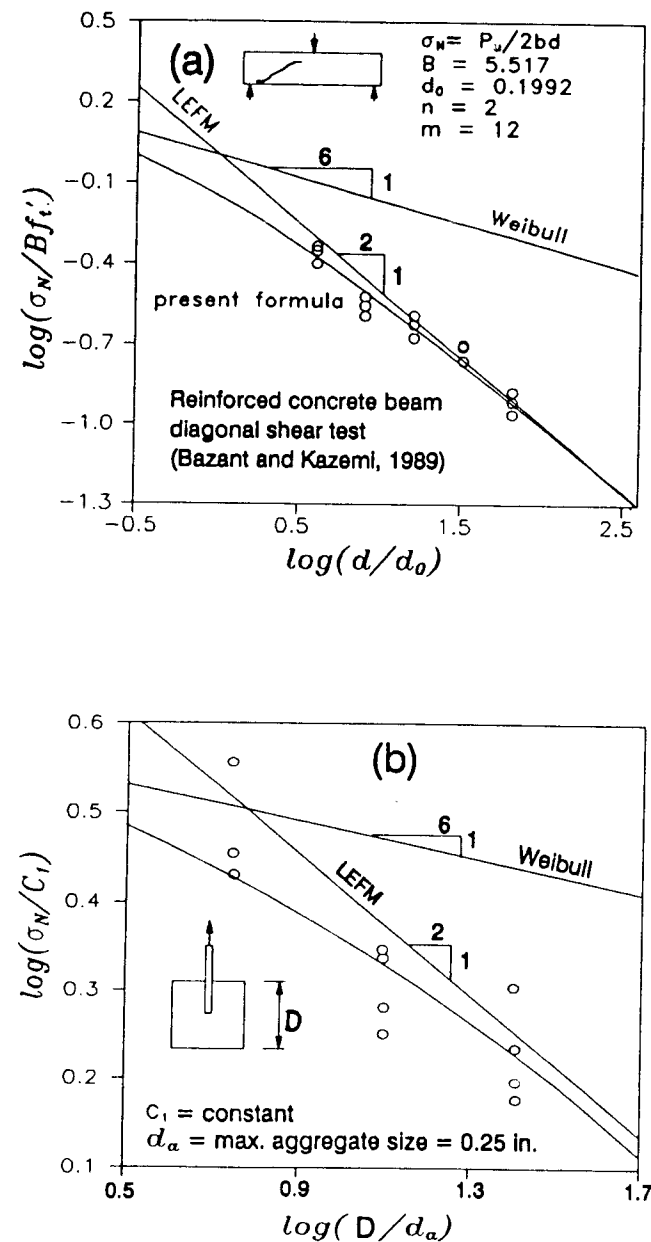 (a)
σN= Pu/2bd
B = 5.517
d0 = 0.1992
n = 2
m = 12
LEFM
6
1
Weibull
2
1
present formula
Reinforced concrete beam
diagonal shear test
(Bazant and Kazemi, 1989)
0.5
0.2
−0.1
−0.4
−0.7
−1.0
−1.3
log(σN/Bft′)
−0.5
0.5
1.5
2.5
log(d/d0)
(b)
6
1
Weibull
LEFM
2
1
D
C1 = constant
da = max. aggregate size = 0.25 in.
0.6
0.5
0.4
0.3
0.2
0.1
log(σN/C1)
0.5
0.9
1.3
1.7
log(D/da)